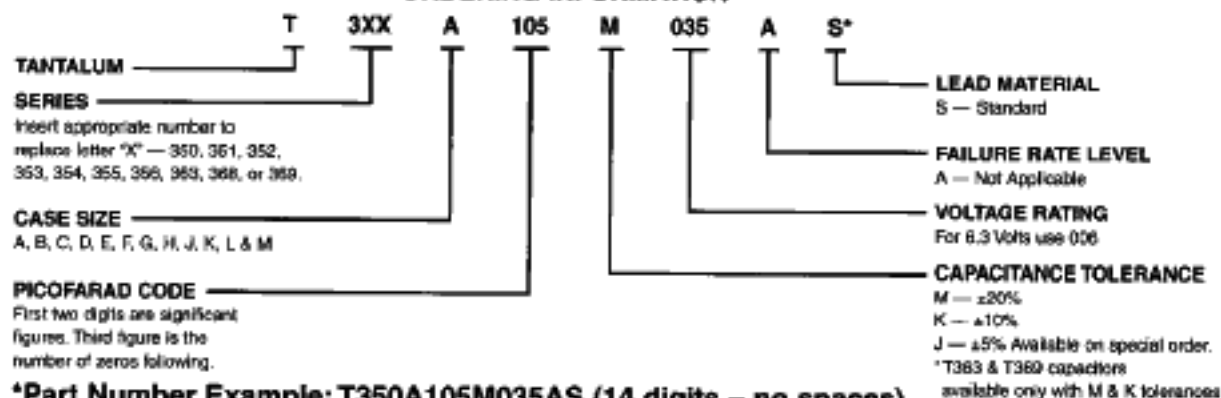 T 3XX A 105 M 035 A S*
TANTALUM
SERIES
Insert appropriate number to
replace letter "X" — 350, 351, 352,
353, 354, 355, 356, 363, 368, or 369.
CASE SIZE
A, B, C, D, E, F, G, H, J, K, L & M
PICOFARAD CODE
First two digits are significant
figures. Third figure is the
number of zeros following.
LEAD MATERIAL
S — Standard
FAILURE RATE LEVEL
A — Not Applicable
VOLTAGE RATING
For 6.3 Volts use 006
CAPACITANCE TOLERANCE
M — ±20%
K — ±10%
J — ±5% Available on special order.
*T363 & T369 capacitors
available only with M & K tolerances
*Part Number Example: T350A105M035AS (14 digits – no spaces)